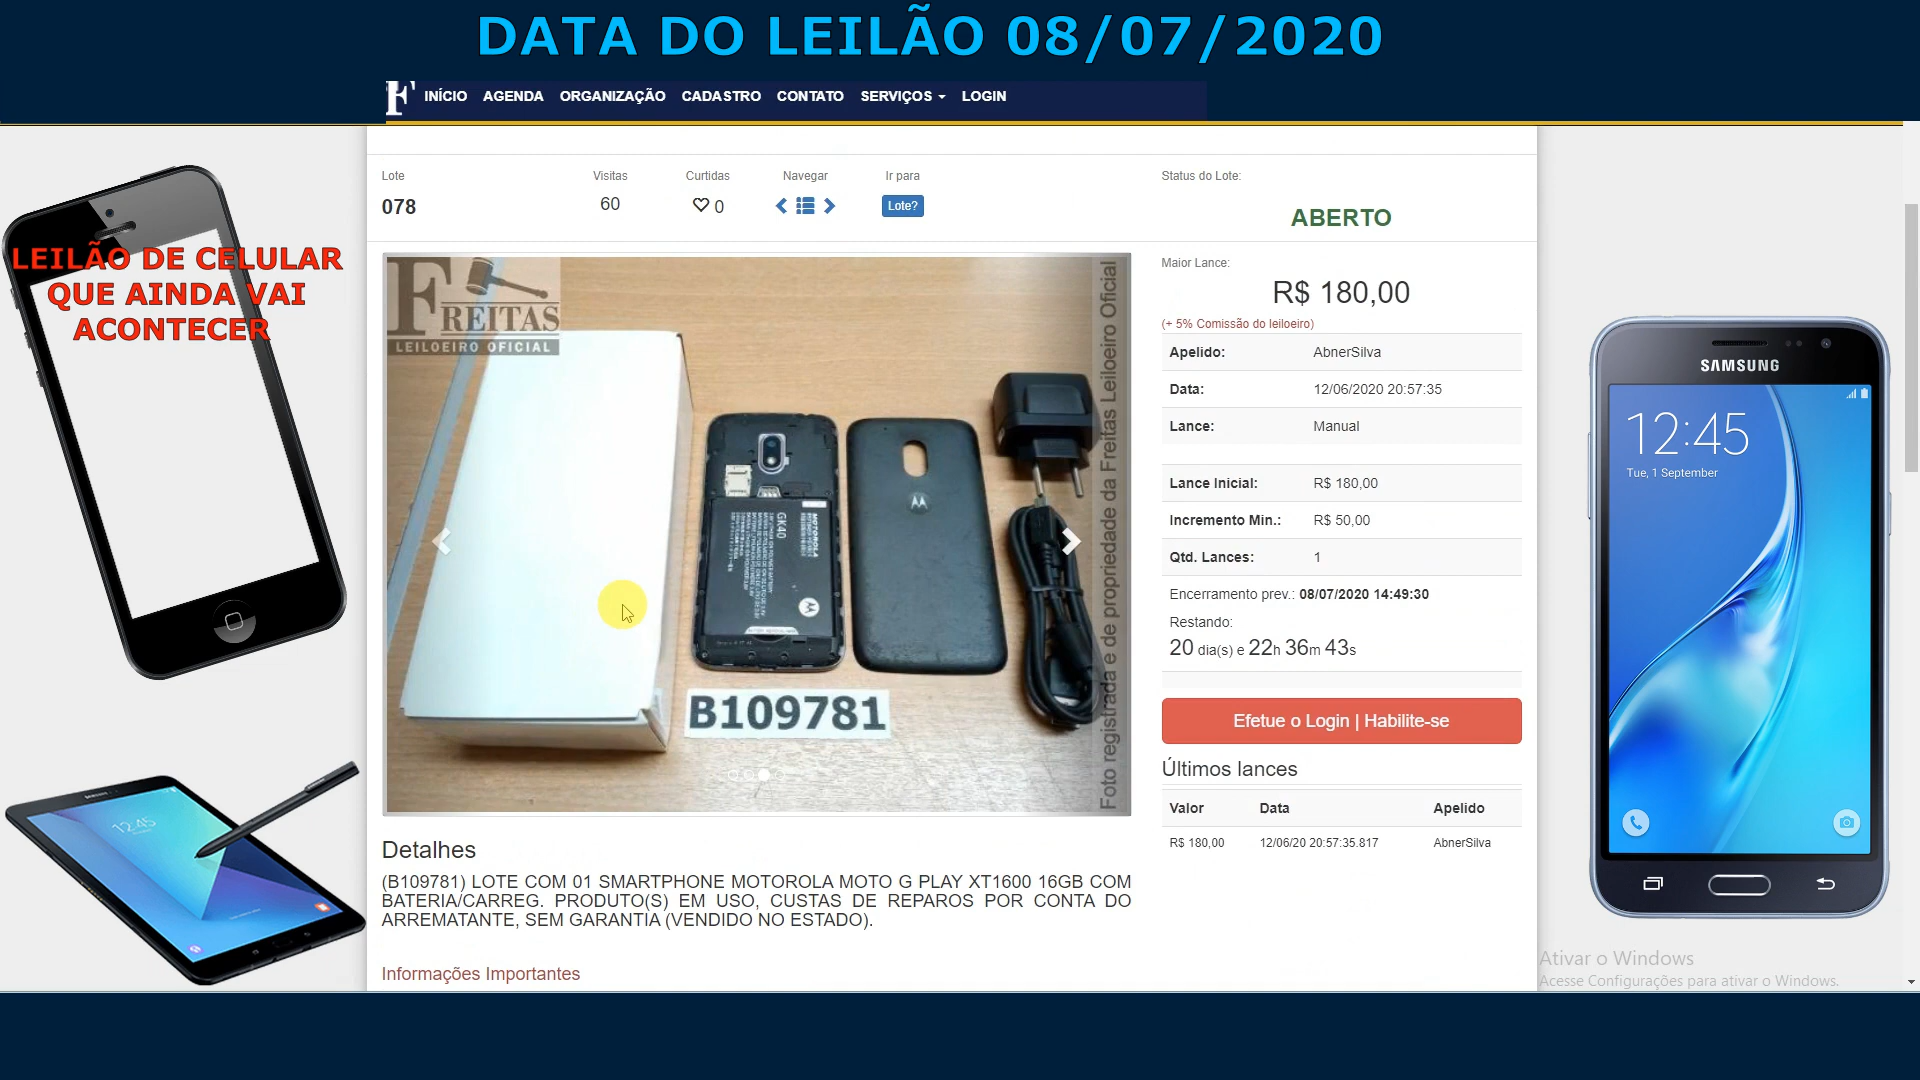 DATA DO LEILÃO 08/07/2020
F INÍCIO AGENDA ORGANIZAÇÃO CADASTRO CONTATO SERVIÇOS LOGIN
LEILÃO DE CELULAR
QUE AINDA VAI
ACONTECER
Lote Visitas Curtidas Navegar Ir para
078 60 0 Lote?
Status do Lote:
ABERTO
FREITAS
LEILOEIRO OFICIAL
Foto registrada e de propriedade da Freitas Leiloeiro Oficial
GK40
MOTOROLA
B109781
Maior Lance:
R$ 180,00
(+ 5% Comissão do leiloeiro)
Apelido: AbnerSilva
Data: 12/06/2020 20:57:35
Lance: Manual
Lance Inicial: R$ 180,00
Incremento Min.: R$ 50,00
Qtd. Lances: 1
Encerramento prev.: 08/07/2020 14:49:30
Restando:
20 dia(s) e 22h 36m 43s
Efetue o Login | Habilite-se
Últimos lances
Valor Data Apelido
R$ 180,00 12/06/20 20:57:35.817 AbnerSilva
Detalhes
(B109781) LOTE COM 01 SMARTPHONE MOTOROLA MOTO G PLAY XT1600 16GB COM
BATERIA/CARREG. PRODUTO(S) EM USO, CUSTAS DE REPAROS POR CONTA DO
ARREMATANTE, SEM GARANTIA (VENDIDO NO ESTADO).
Informações Importantes
SAMSUNG
12:45
Tue, 1 September
SAMSUNG
12:45
Ativar o Windows
Acesse Configurações para ativar o Windows.